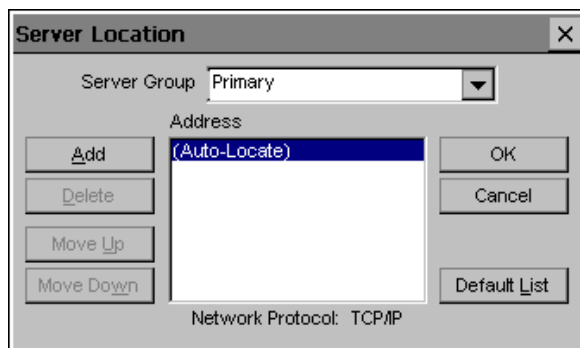 Server Location
Server Group Primary
Address
Add (Auto-Locate) OK
Delete Cancel
Move Up
Move Down Default List
Network Protocol: TCP/IP